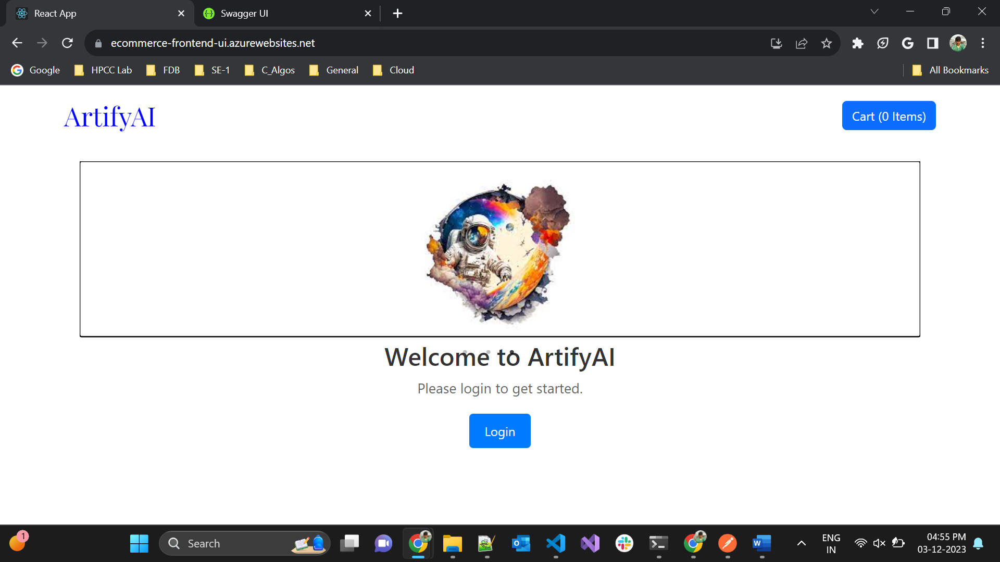 React App
Swagger UI
ecommerce-frontend-ui.azurewebsites.net
Google
HPCC Lab
FDB
SE-1
C_Algos
General
Cloud
All Bookmarks
ArtifyAI
Cart (0 Items)
Welcome to ArtifyAI
Please login to get started.
Login
1
Search
ENG
IN
04:55 PM
03-12-2023